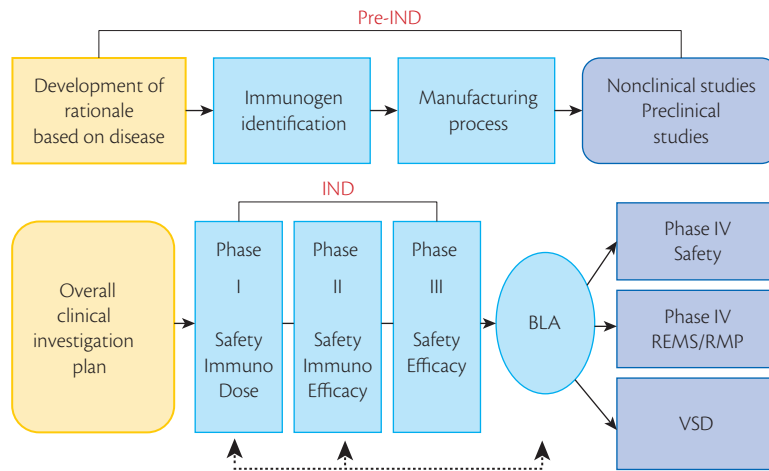 Pre-IND
Development of
rationale
based on disease
Immunogen
identification
Manufacturing
process
Nonclinical studies
Preclinical
studies
IND
Overall
clinical
investigation
plan
Phase
I
Safety
Immuno
Dose
Phase
II
Safety
Immuno
Efficacy
Phase
III
Safety
Efficacy
BLA
Phase IV
Safety
Phase IV
REMS/RMP
VSD